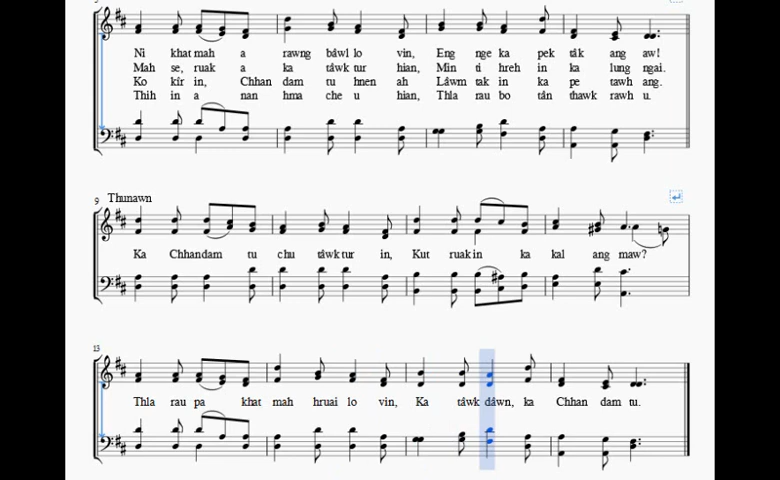 Ni khat mah a rawng bâwl lo vin, Eng nge ka pek tâk ang aw!
Mah se, ruak a ka tâwk tur hian, Min ti hreh in ka lung ngai.
Ko kîr in, Chhan dam tu hnen ah Lâwm tak in ka pe tawh ang.
Thih in a nan hma che u hian, Thla rau bo tân thawk rawh u.
9 Thunawn
Ka Chhandam tu chu tâwk tur in, Kut ruak in ka kal ang maw?
13
Thla rau pa khat mah hruai lo vin, Ka tâwk dâwn, ka Chhan dam tu.